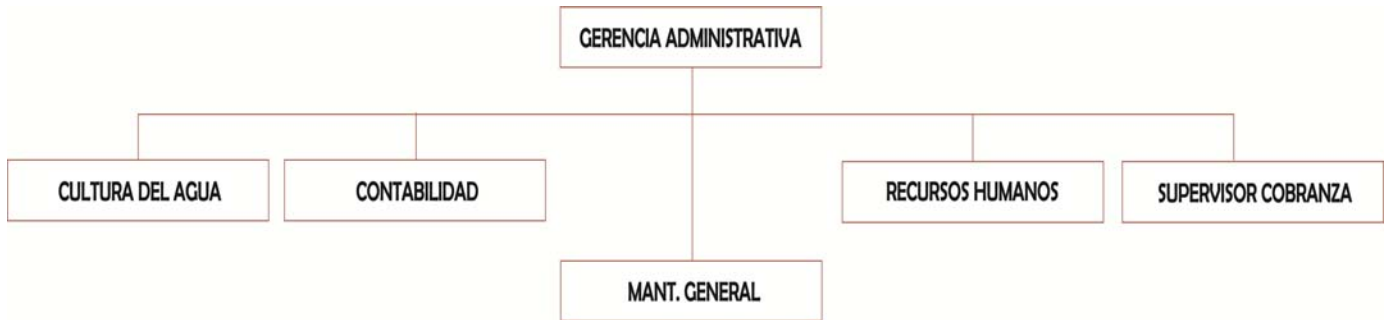 GERENCIA ADMINISTRATIVA
CULTURA DEL AGUA
CONTABILIDAD
RECURSOS HUMANOS
SUPERVISOR COBRANZA
MANT. GENERAL